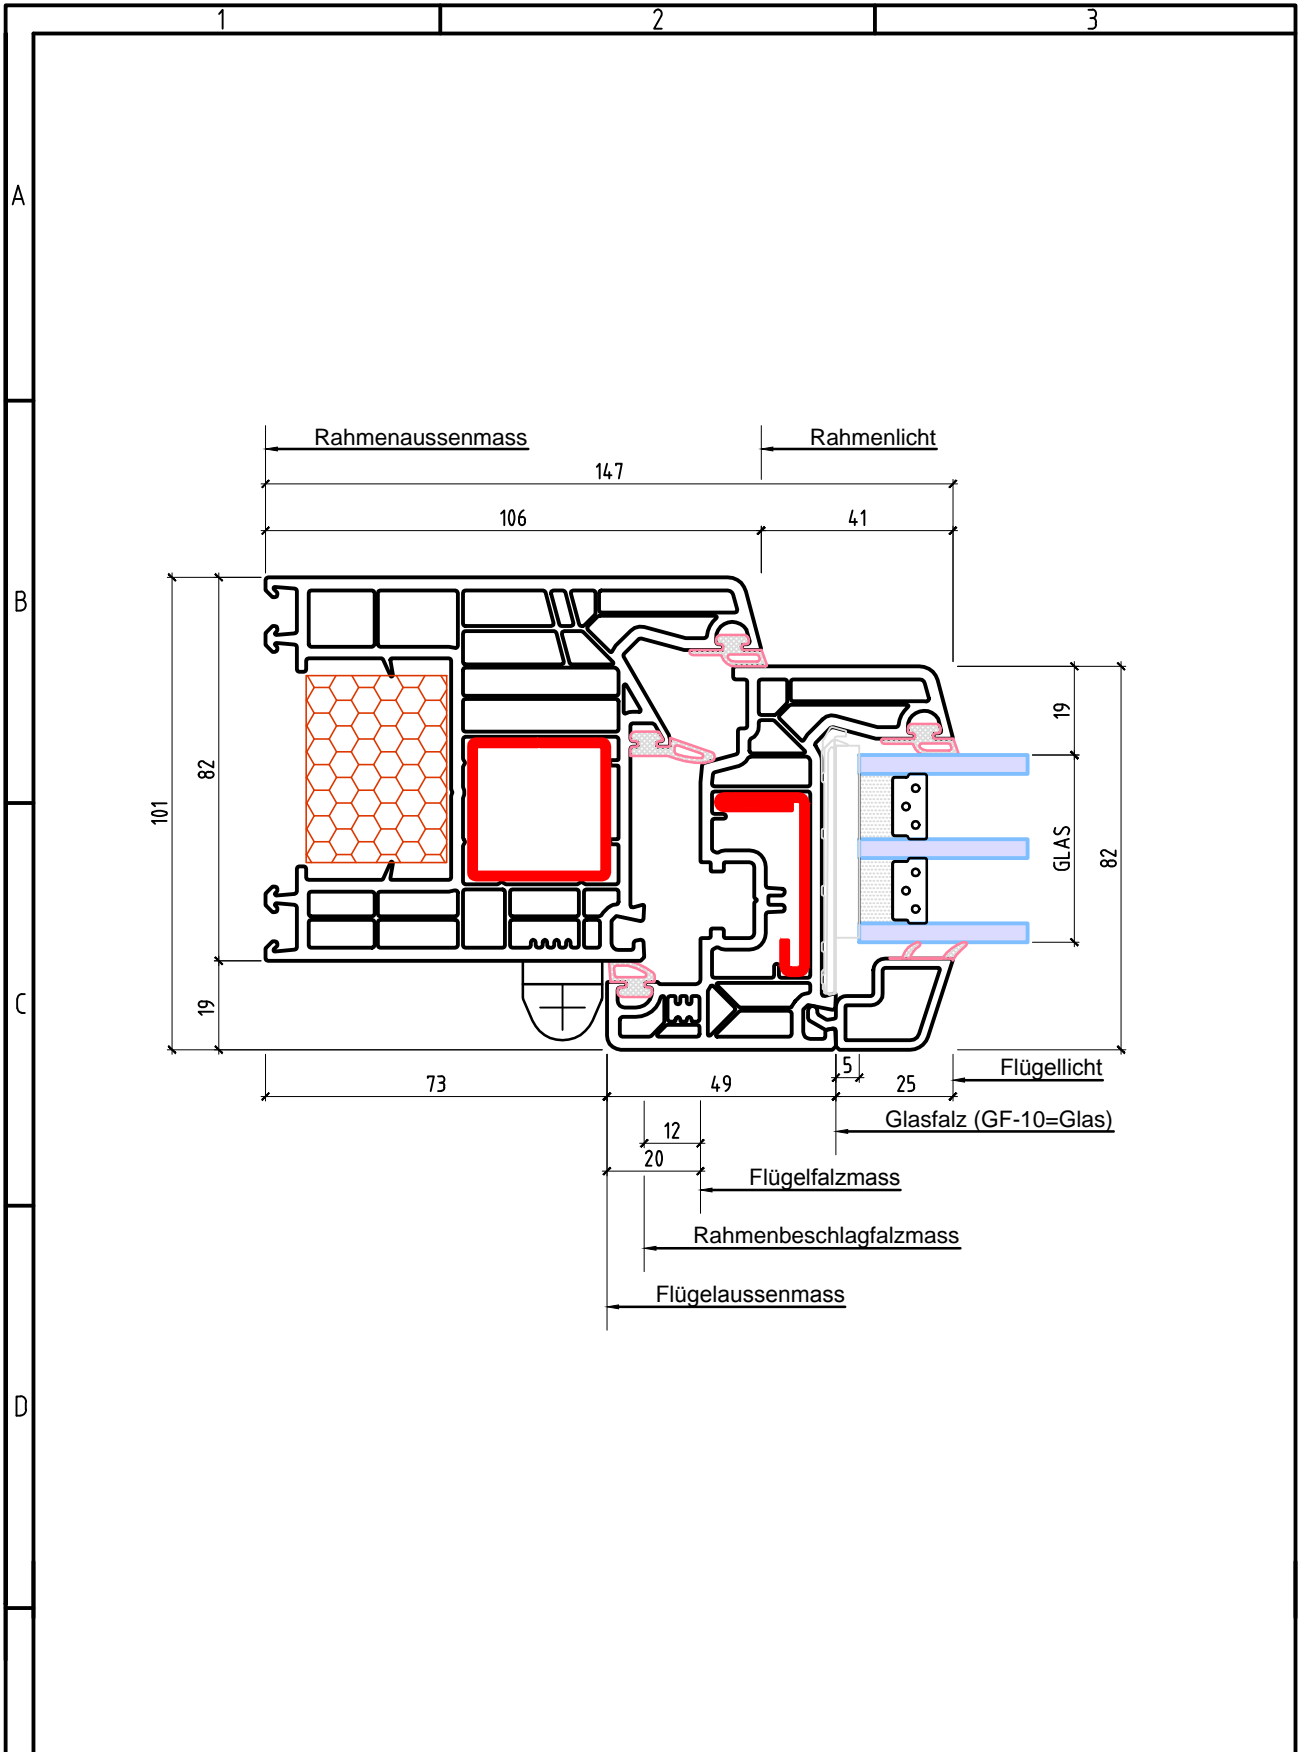 1 2 3
A
Rahmenaussenmass Rahmenlicht
147
106 41
B
19
82
101
GLAS
82
C
19
5
Flügellicht
73 49 25
Glasfalz (GF-10=Glas)
12
20
Flügelfalzmass
Rahmenbeschlagfalzmass
Flügelaussenmass
D